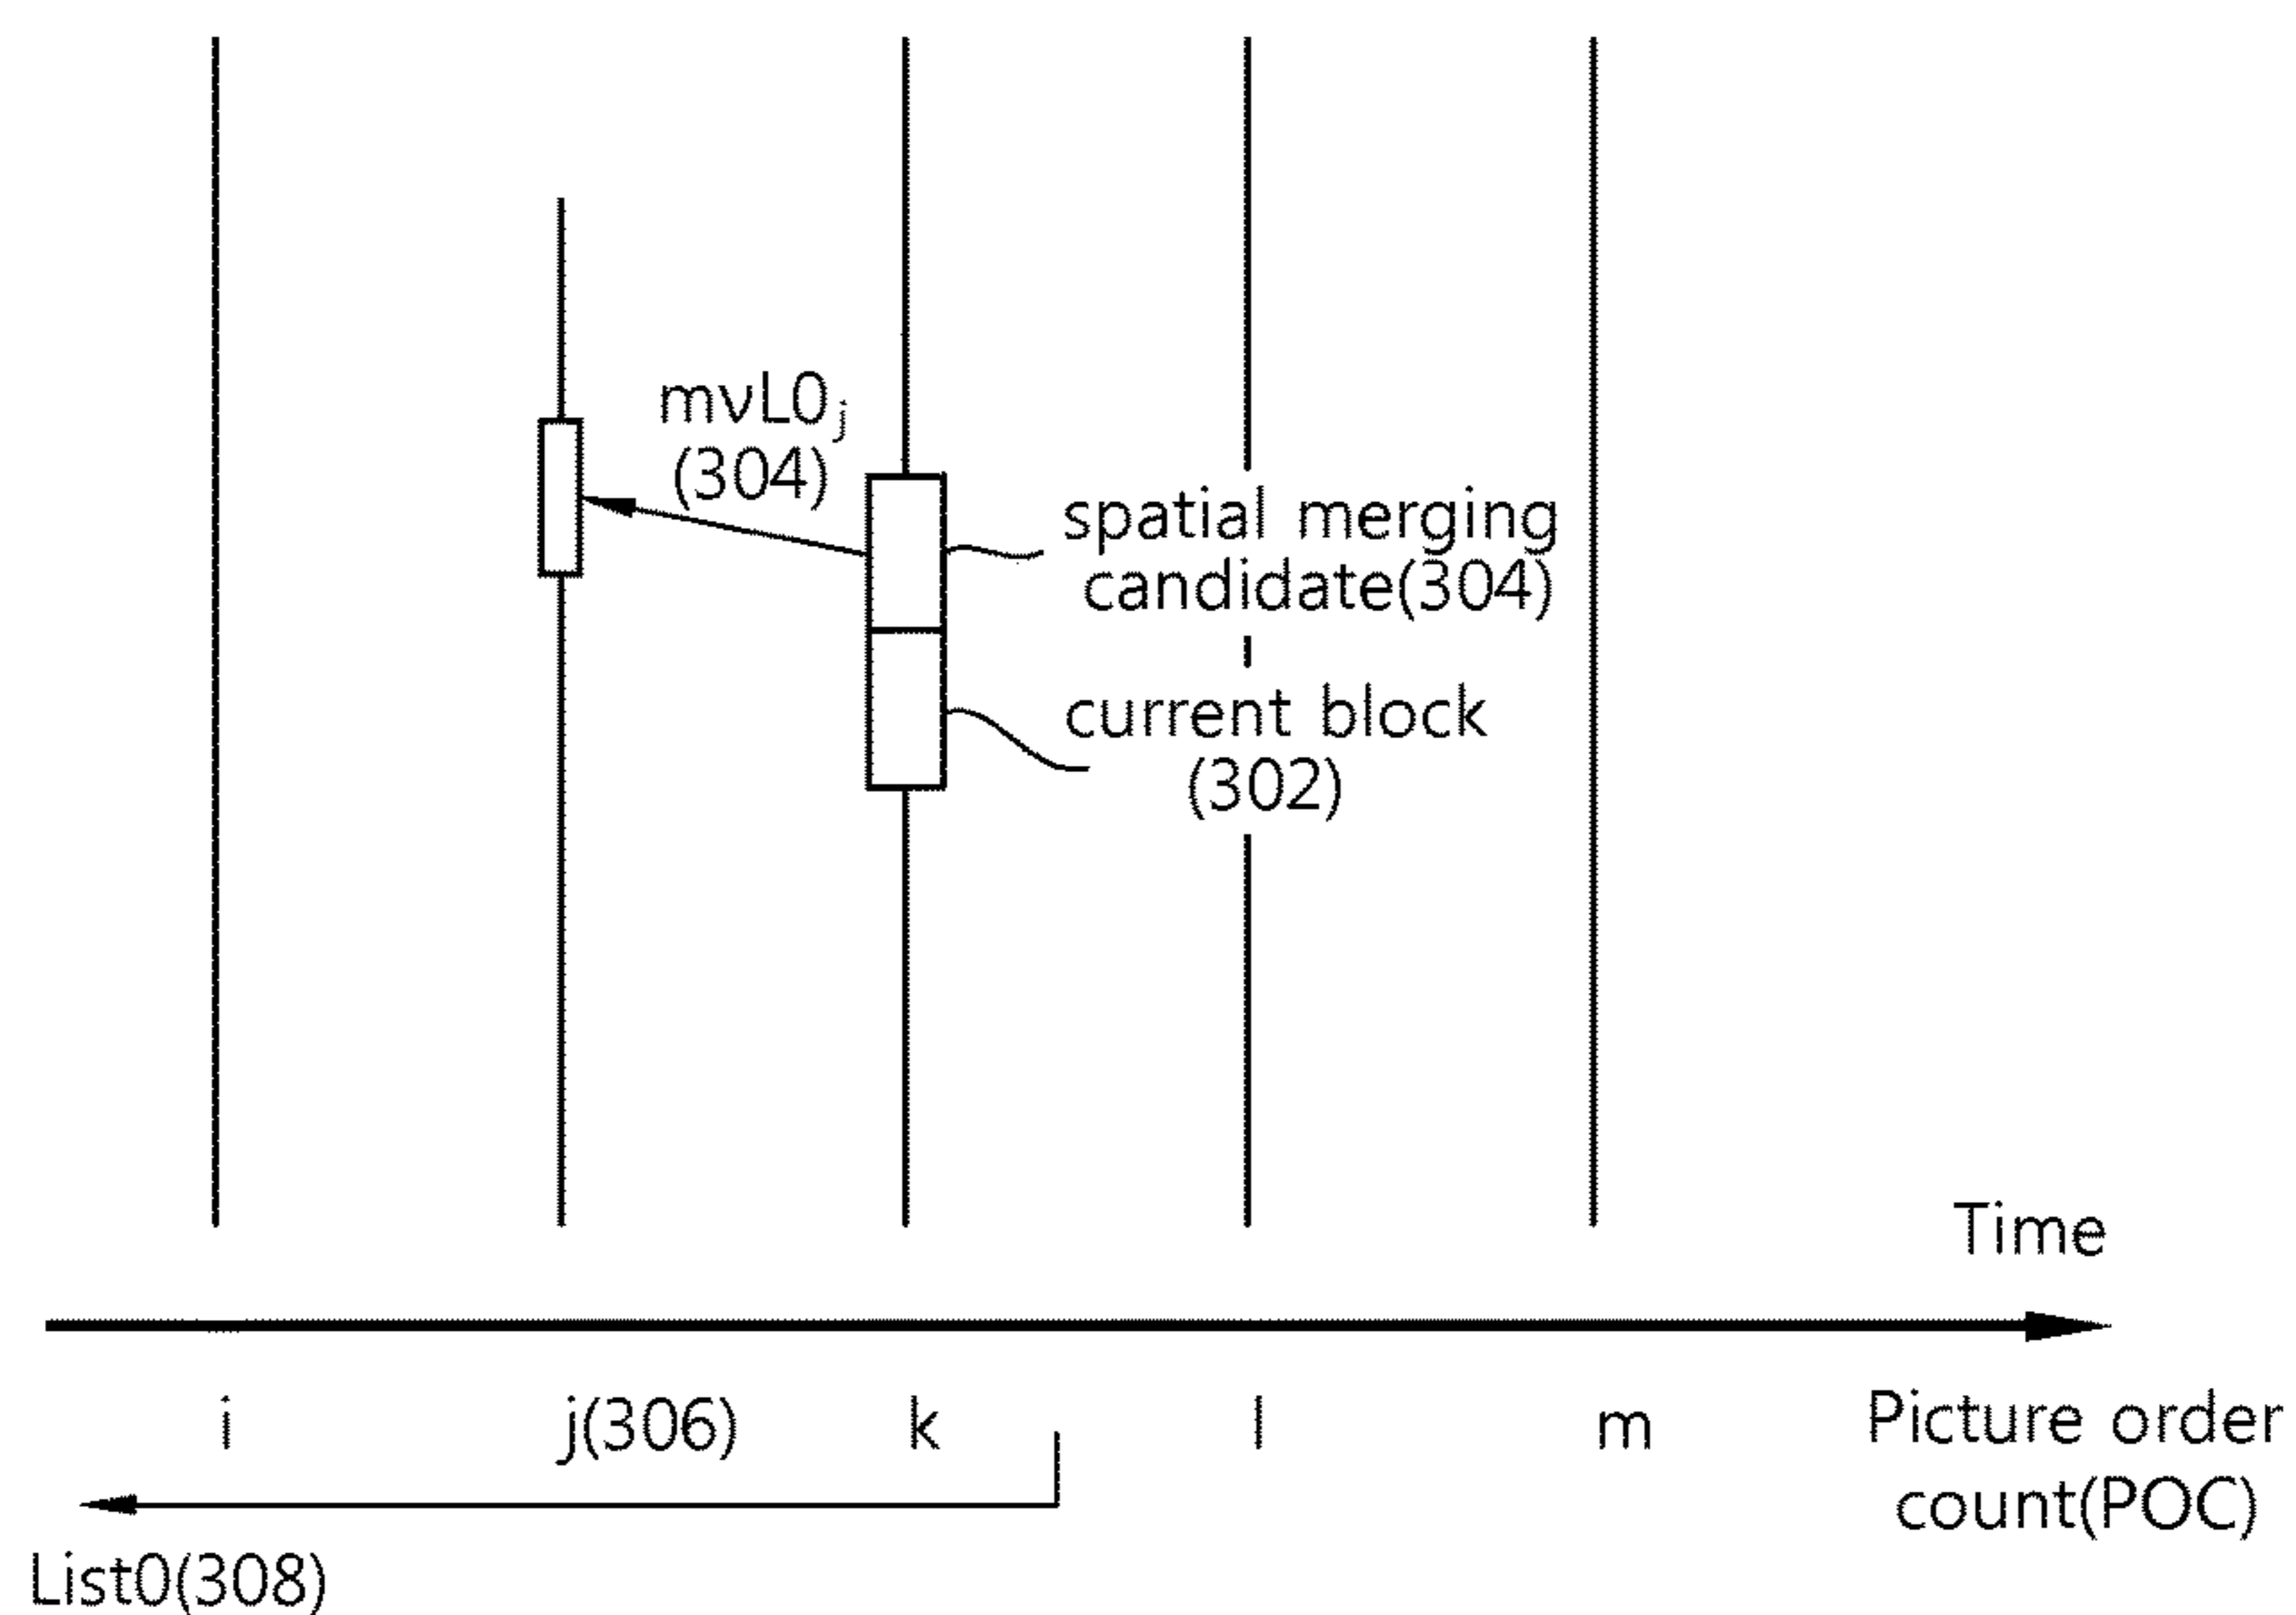 mvL0j
(304)
spatial merging
candidate(304)
current block
(302)
Time
i j(306) k l m Picture order
count(POC)
List0(308)